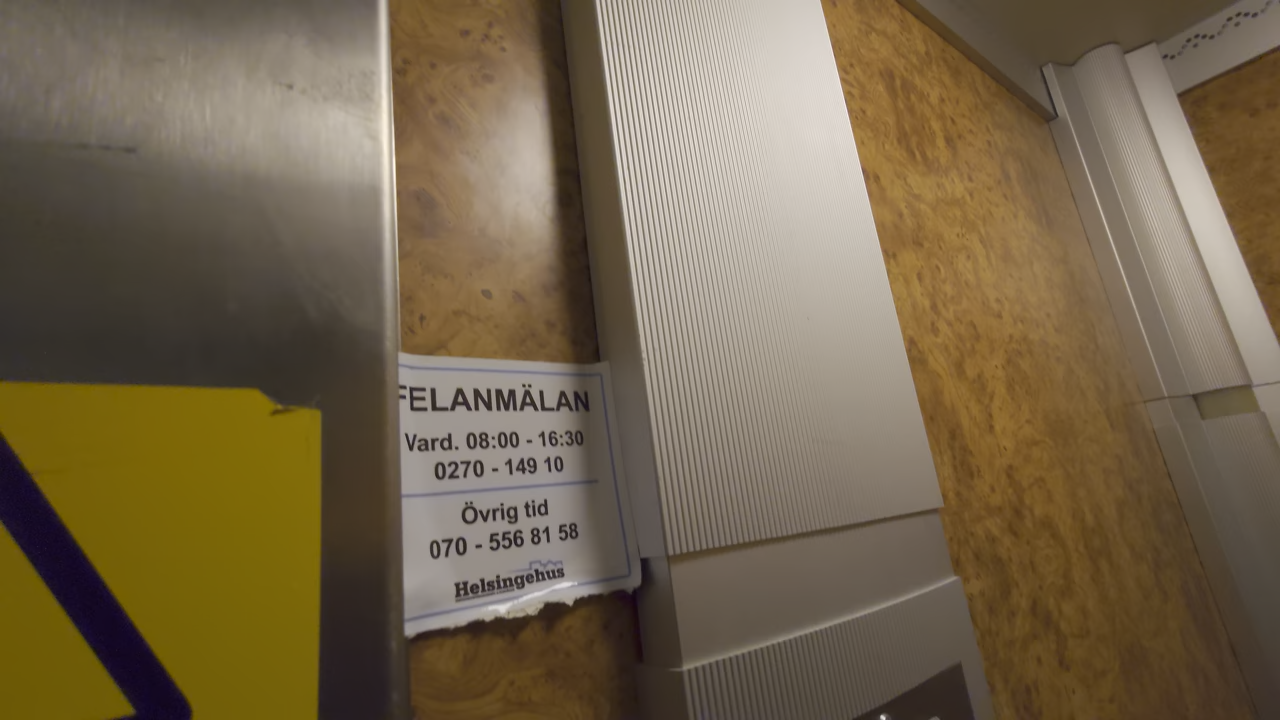 FELANMÄLAN
Vard. 08:00 - 16:30
0270 - 149 10
Övrig tid
070 - 556 81 58
Helsingehus